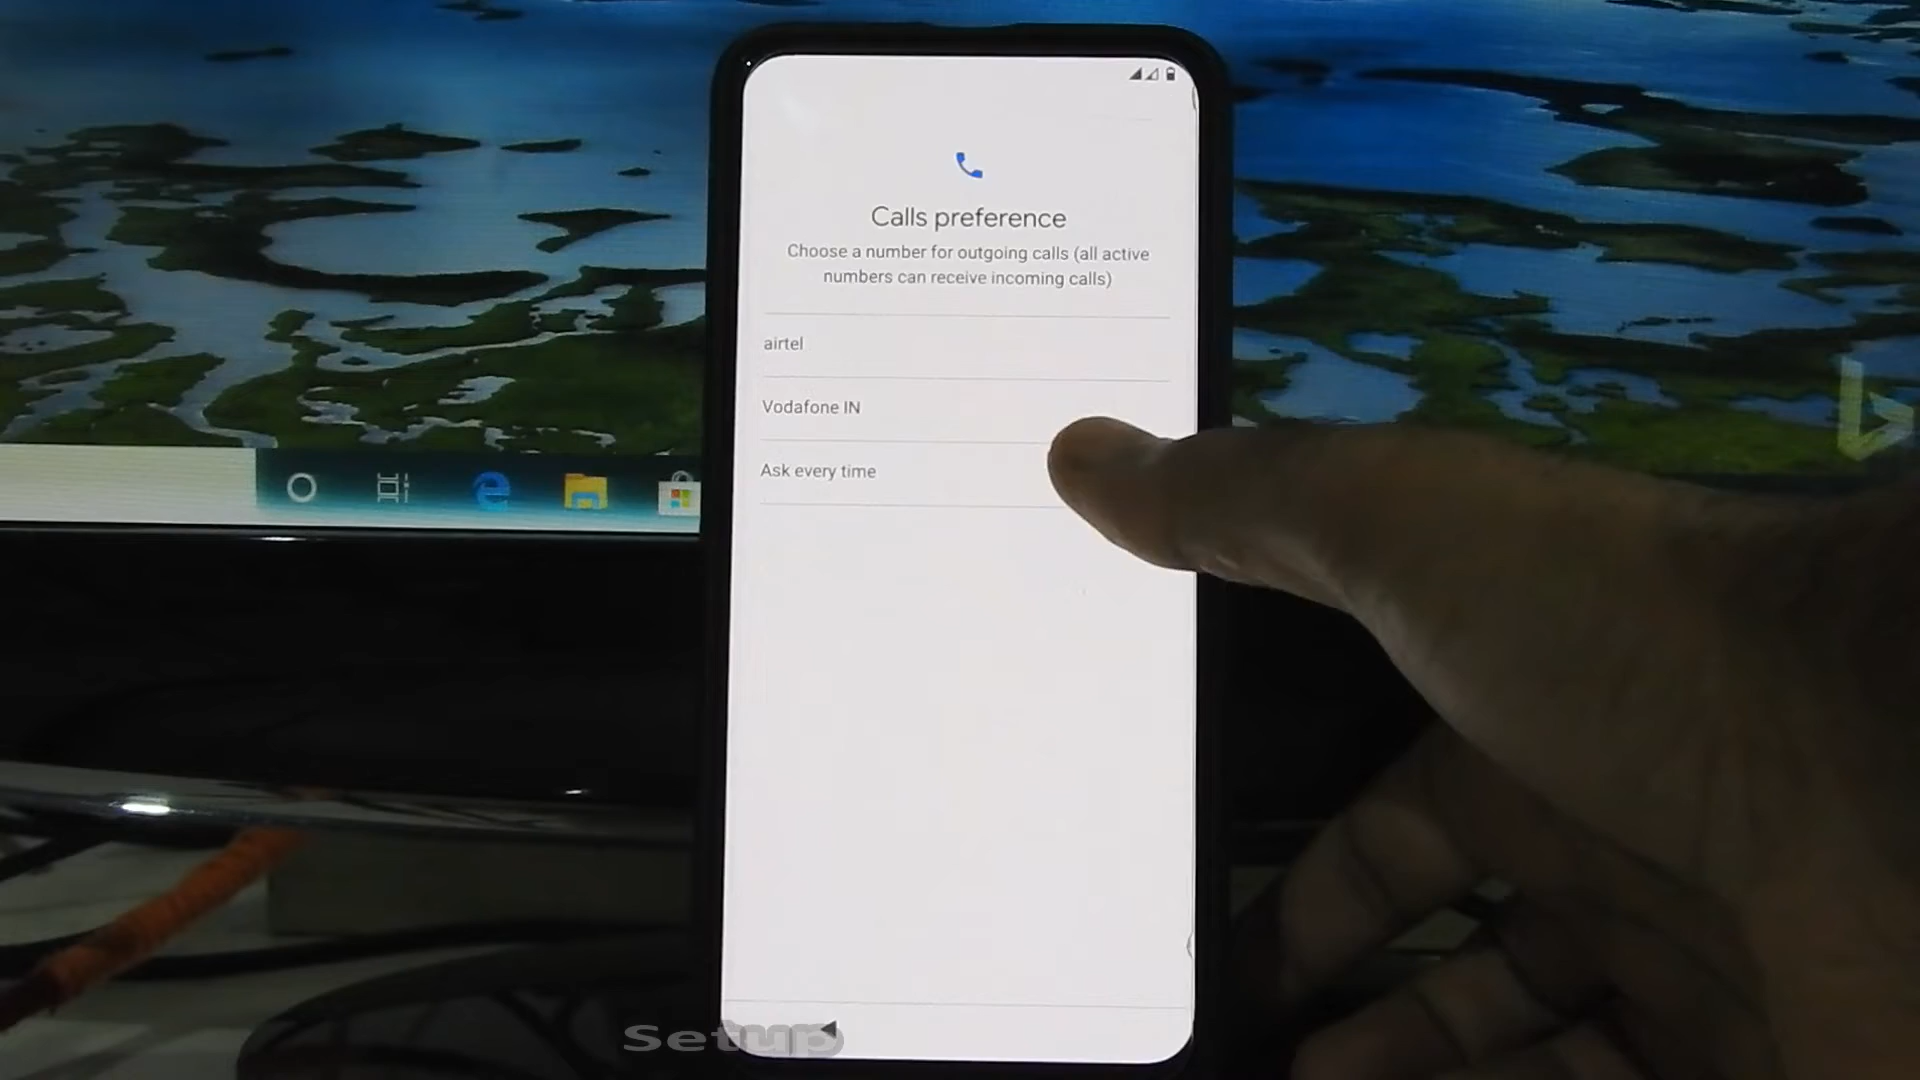 Calls preference
Choose a number for outgoing calls (all active
numbers can receive incoming calls)
airtel
Vodafone IN
Ask every time
Setup